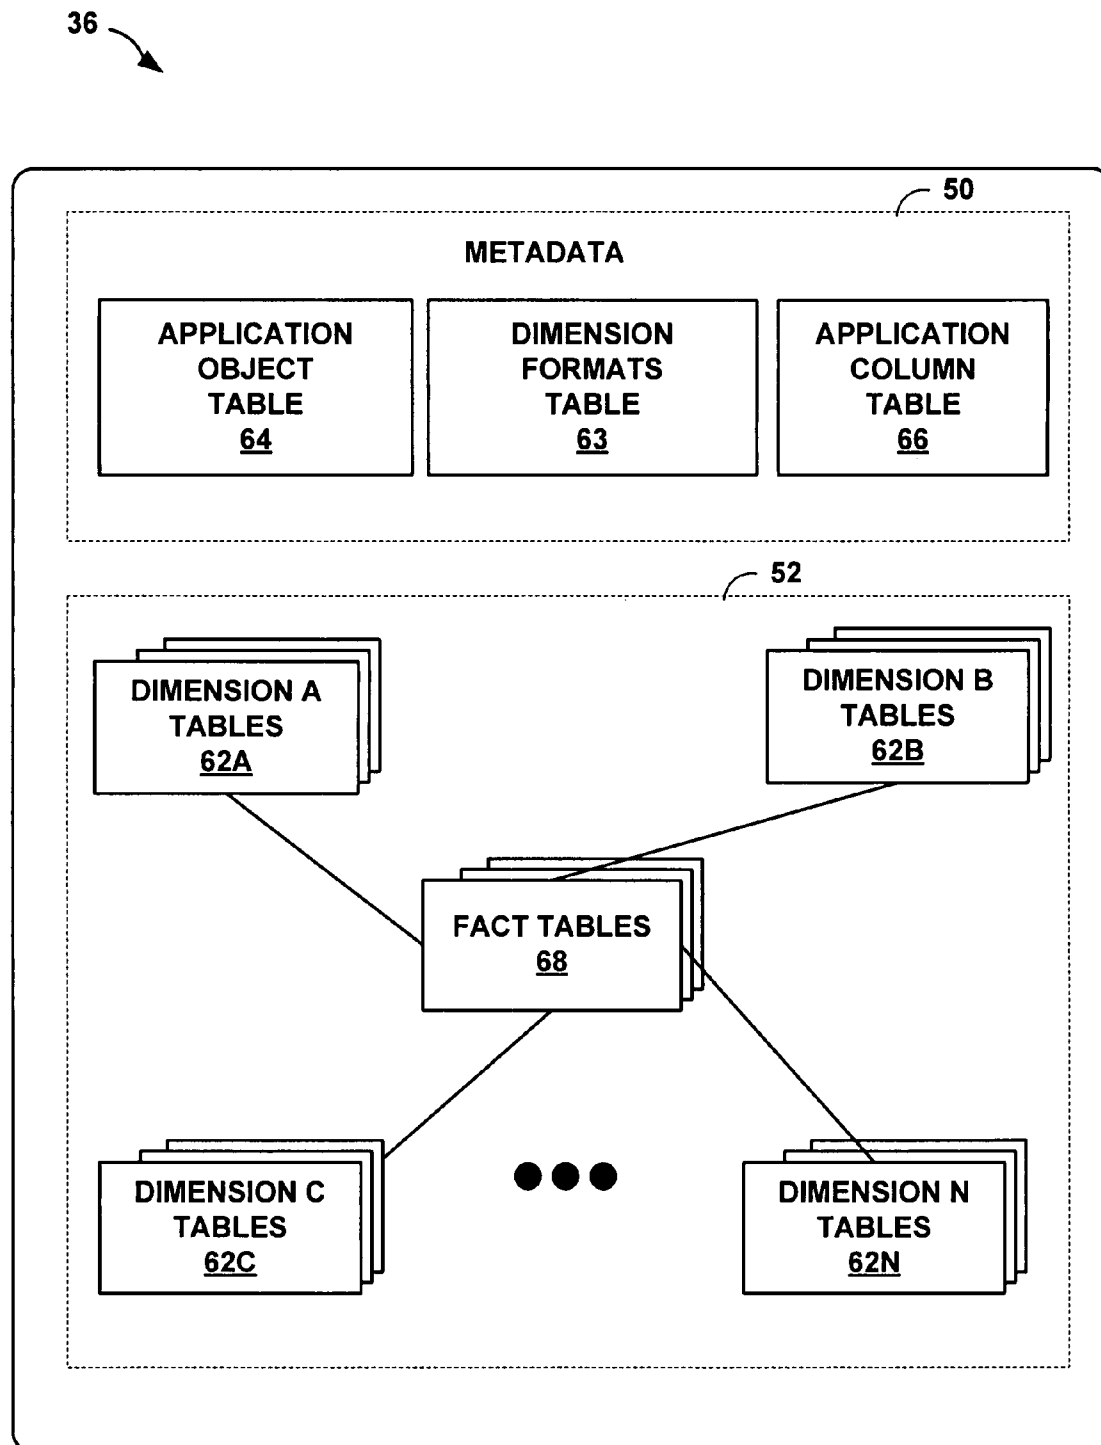 36
50
METADATA
APPLICATION
OBJECT
TABLE
64
DIMENSION
FORMATS
TABLE
63
APPLICATION
COLUMN
TABLE
66
52
DIMENSION A
TABLES
62A
DIMENSION B
TABLES
62B
FACT TABLES
68
DIMENSION C
TABLES
62C
DIMENSION N
TABLES
62N